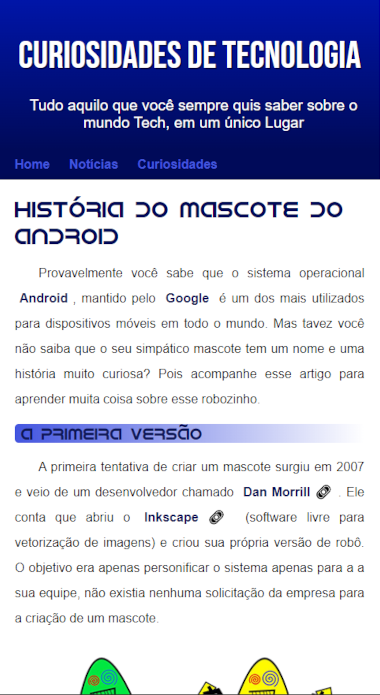 CURIOSIDADES DE TECNOLOGIA
Tudo aquilo que você sempre quis saber sobre o
mundo Tech, em um único Lugar
Home Noticias Curiosidades
História do Mascote do
Android
Provavelmente você sabe que o sistema operacional
Android , mantido pelo Google é um dos mais utilizados
para dispositivos móveis em todo o mundo. Mas tavez você
não saiba que o seu simpático mascote tem um nome e uma
história muito curiosa? Pois acompanhe esse artigo para
aprender muita coisa sobre esse robozinho.
A primeira versão
A primeira tentativa de criar um mascote surgiu em 2007
e veio de um desenvolvedor chamado Dan Morrill . Ele
conta que abriu o Inkscape (software livre para
vetorização de imagens) e criou sua própria versão de robô.
O objetivo era apenas personificar o sistema apenas para a a
sua equipe, não existia nenhuma solicitação da empresa para
a criação de um mascote.